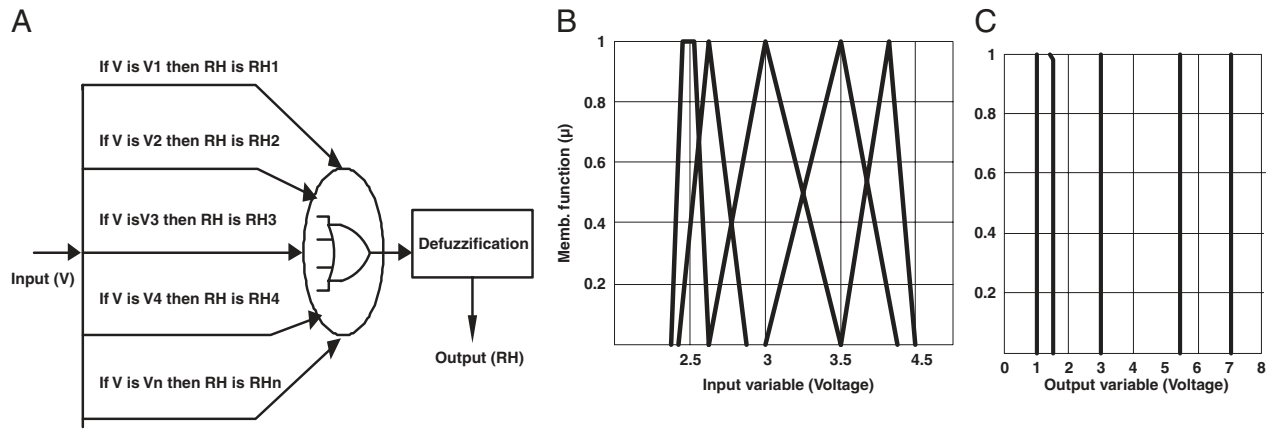 A
If V is V1 then RH is RH1
If V is V2 then RH is RH2
If V isV3 then RH is RH3
Input (V)
If V is V4 then RH is RH4
If V is Vn then RH is RHn
Defuzzification
Output (RH)
B
1
0.8
0.6
0.4
0.2
Memb. function (µ)
2.5 3 3.5 4.5
Input variable (Voltage)
C
1
0.8
0.6
0.4
0.2
0 1 2 3 4 5 6 7 8
Output variable (Voltage)